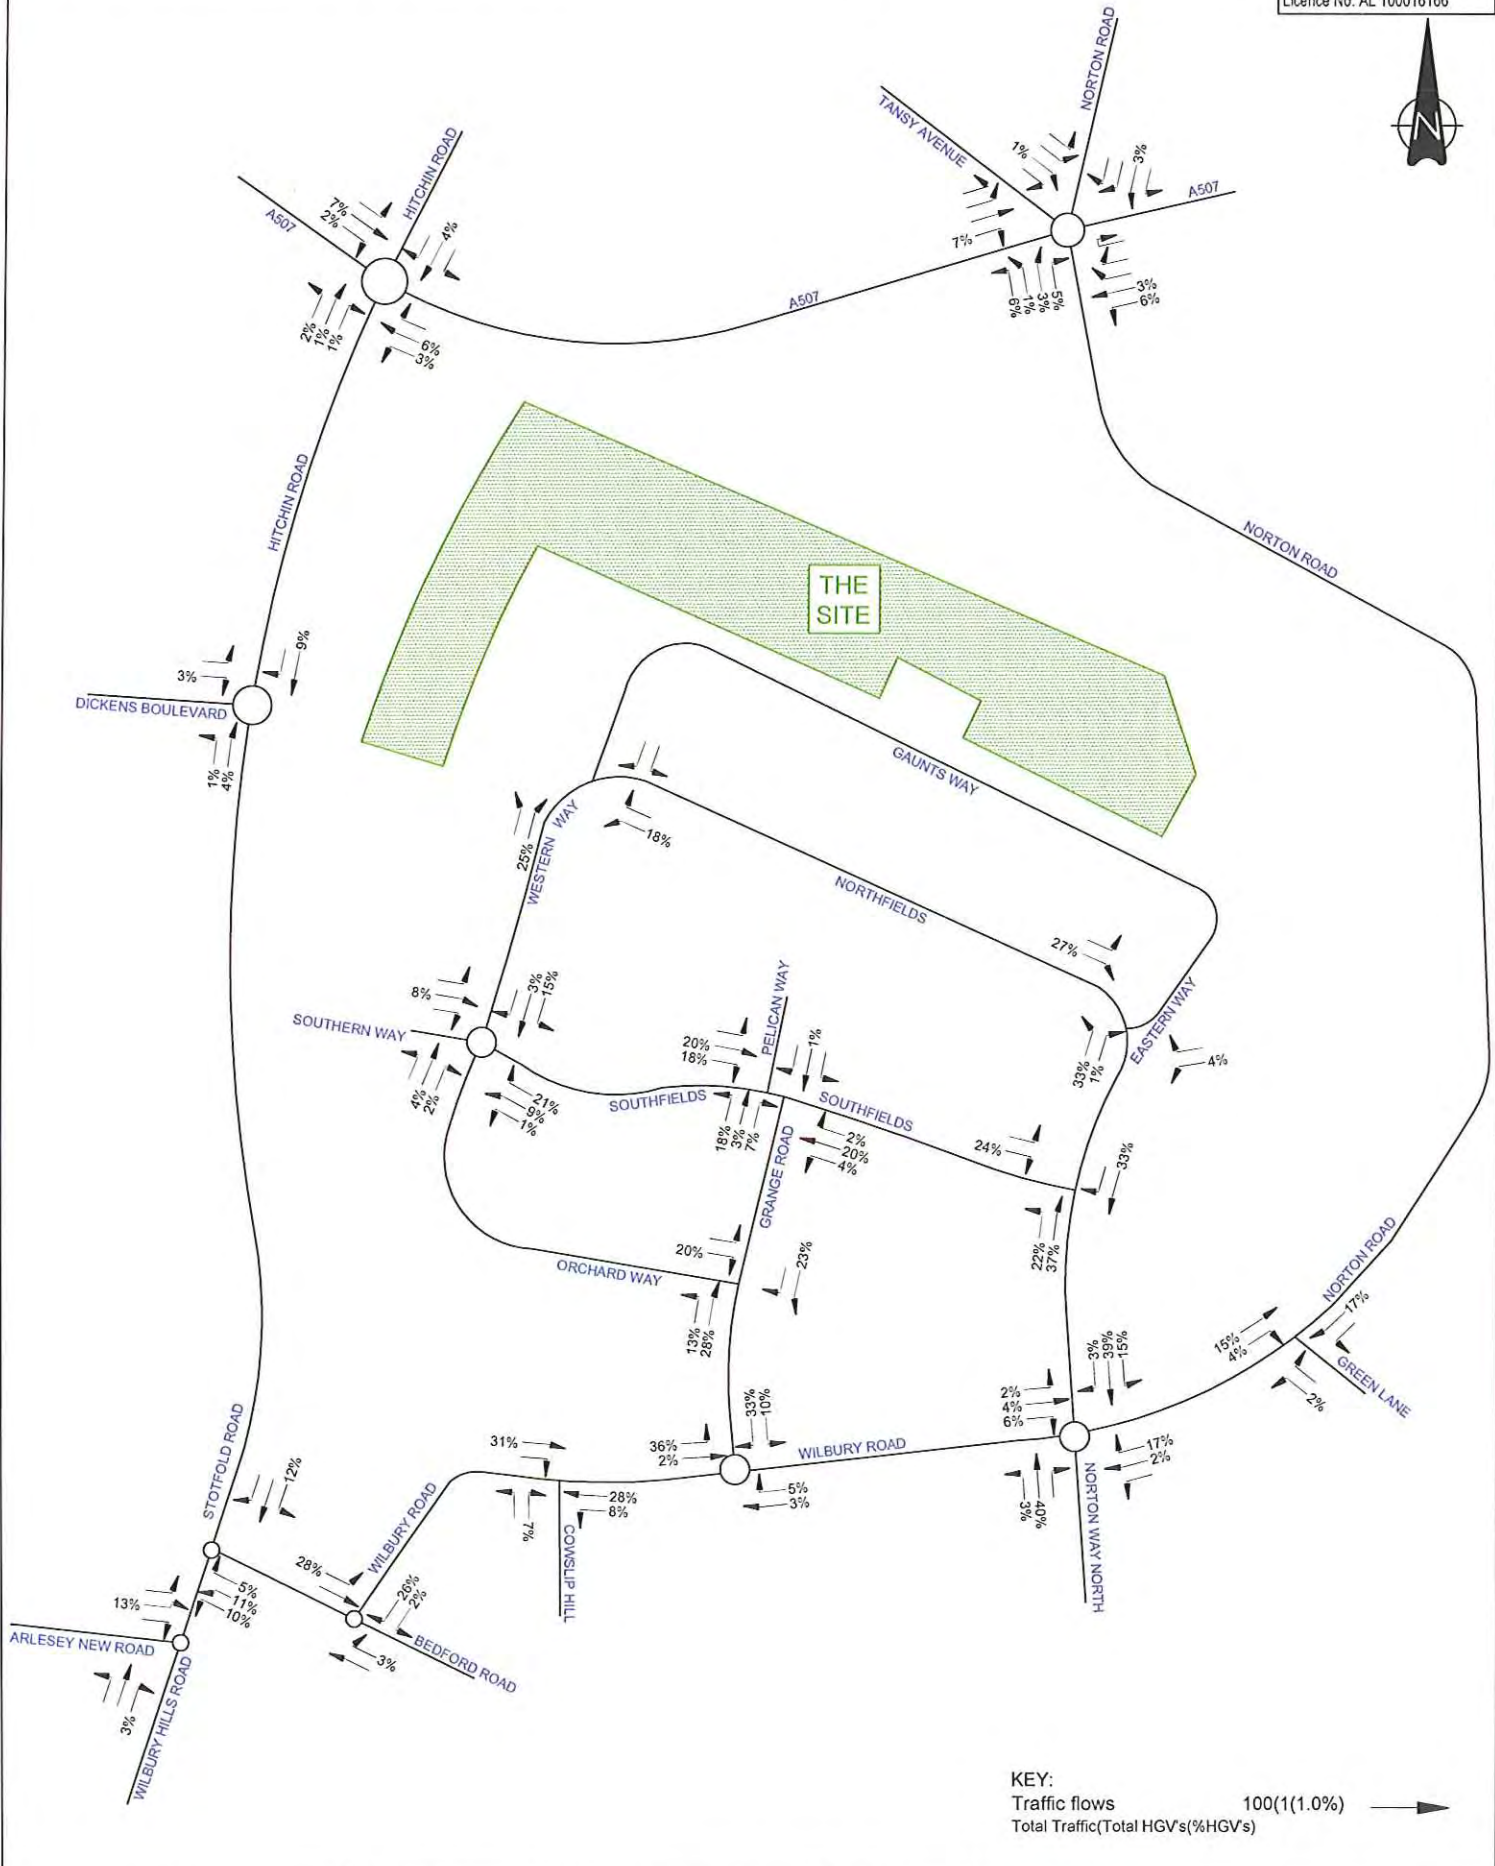 Licence No. AL 100016166
NORTON ROAD
TANSY AVENUE
1%
3%
A507
HITCHIN ROAD
A507
7%
2%
4%
7%
6%
1%
3%
5%
3%
6%
A507
2%
1%
1%
6%
3%
HITCHIN ROAD
NORTON ROAD
THE
SITE
9%
3%
DICKENS BOULEVARD
1%
4%
GAUNTS WAY
WESTERN WAY
25%
18%
NORTHFIELDS
27%
EASTERN WAY
33%
1%
4%
8%
3%
15%
SOUTHERN WAY
4%
2%
21%
9%
1%
PELICAN WAY
20%
18%
1%
SOUTHFIELDS
SOUTHFIELDS
18%
3%
7%
2%
20%
4%
GRANGE ROAD
24%
33%
22%
37%
20%
23%
ORCHARD WAY
13%
28%
NORTON ROAD
17%
15%
4%
GREEN LANE
2%
3%
39%
15%
2%
4%
6%
33%
10%
36%
2%
WILBURY ROAD
17%
2%
5%
3%
3%
40%
NORTON WAY NORTH
31%
28%
8%
7%
COWSLIP HILL
STOTFOLD ROAD
12%
WILBURY ROAD
28%
26%
2%
5%
11%
10%
13%
ARLESEY NEW ROAD
3%
BEDFORD ROAD
3%
WILBURY HILLS ROAD
N
KEY:
Traffic flows 100(1(1.0%)
Total Traffic(Total HGV's(%HGV's)